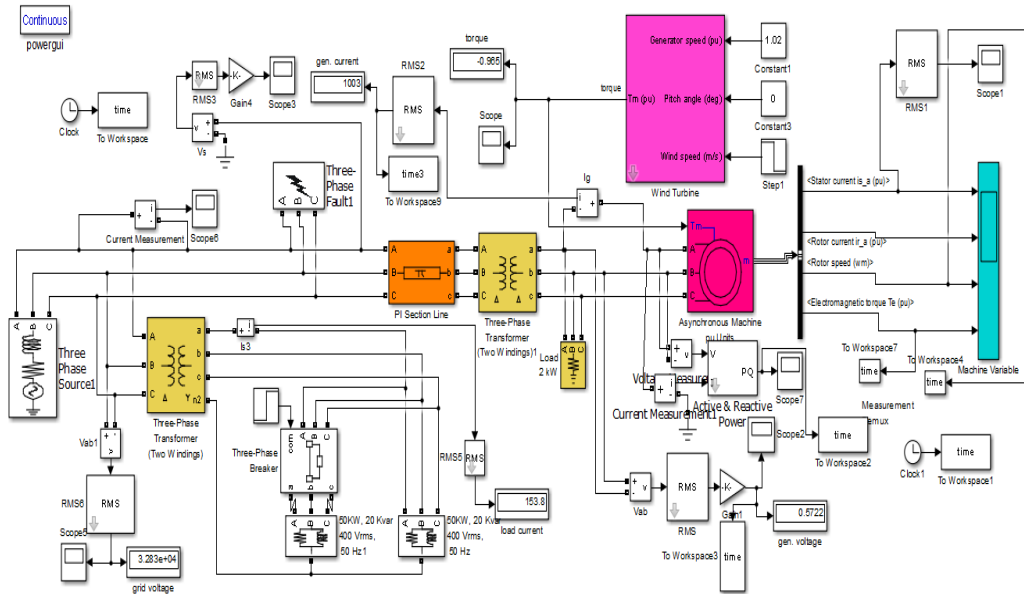 Continuous
powergui
Clock
time
To Workspace
RMS
RMS3
-K-
Gain4
Scope3
v
+
-
Vs
gen. current
1003
RMS2
RMS
time3
To Workspace9
torque
-0.965
Scope
torque
Generator speed (pu)
Tm (pu)
Pitch angle (deg)
Wind speed (m/s)
Wind Turbine
1.02
Constant1
0
Constant3
Step1
RMS
RMS1
Scope1
Three-
Phase
Fault1
A
B
C
i
+
-
Current Measurement
Scope6
Ig
i
+
-
<Stator current is_a (pu)>
<Rotor current ir_a (pu)>
<Rotor speed (wm)>
<Electromagnetic torque Te (pu)>
Machine Variable
Tm
A
B
C
m
Asynchronous Machine
pu Units
A
B
C
a
b
c
PI Section Line
A
B
C
a
b
c
Δ
Δ
Three-Phase
Transformer
(Two Windings)1
A
B
C
Three
Phase
Source1
A
B
C
a
b
c
n2
Δ
Y
Three-Phase
Transformer
(Two Windings)
+
i
-
Is3
A
B
C
Load
2 kW
+
-
v
V
I
PQ
Active & Reactive
Power
+
i
-
Current Measurement1
Scope7
To Workspace7
time
To Workspace4
time
Measurement
Scope2
time
To Workspace2
Clock1
time
To Workspace1
+
-
v
Vab1
RMS
RMS6
Scope5
3.283e+04
grid voltage
Three-Phase
Breaker
com
A
B
C
a
b
c
A
B
C
50KW, 20 Kvar
400 Vrms,
50 Hz1
A
B
C
50KW, 20 Kvar
400 Vrms,
50 Hz
RMS5
RMS
153.8
load current
+
-
v
Vab
RMS
RMS
-K-
Gain1
To Workspace3
time
0.5722
gen. voltage